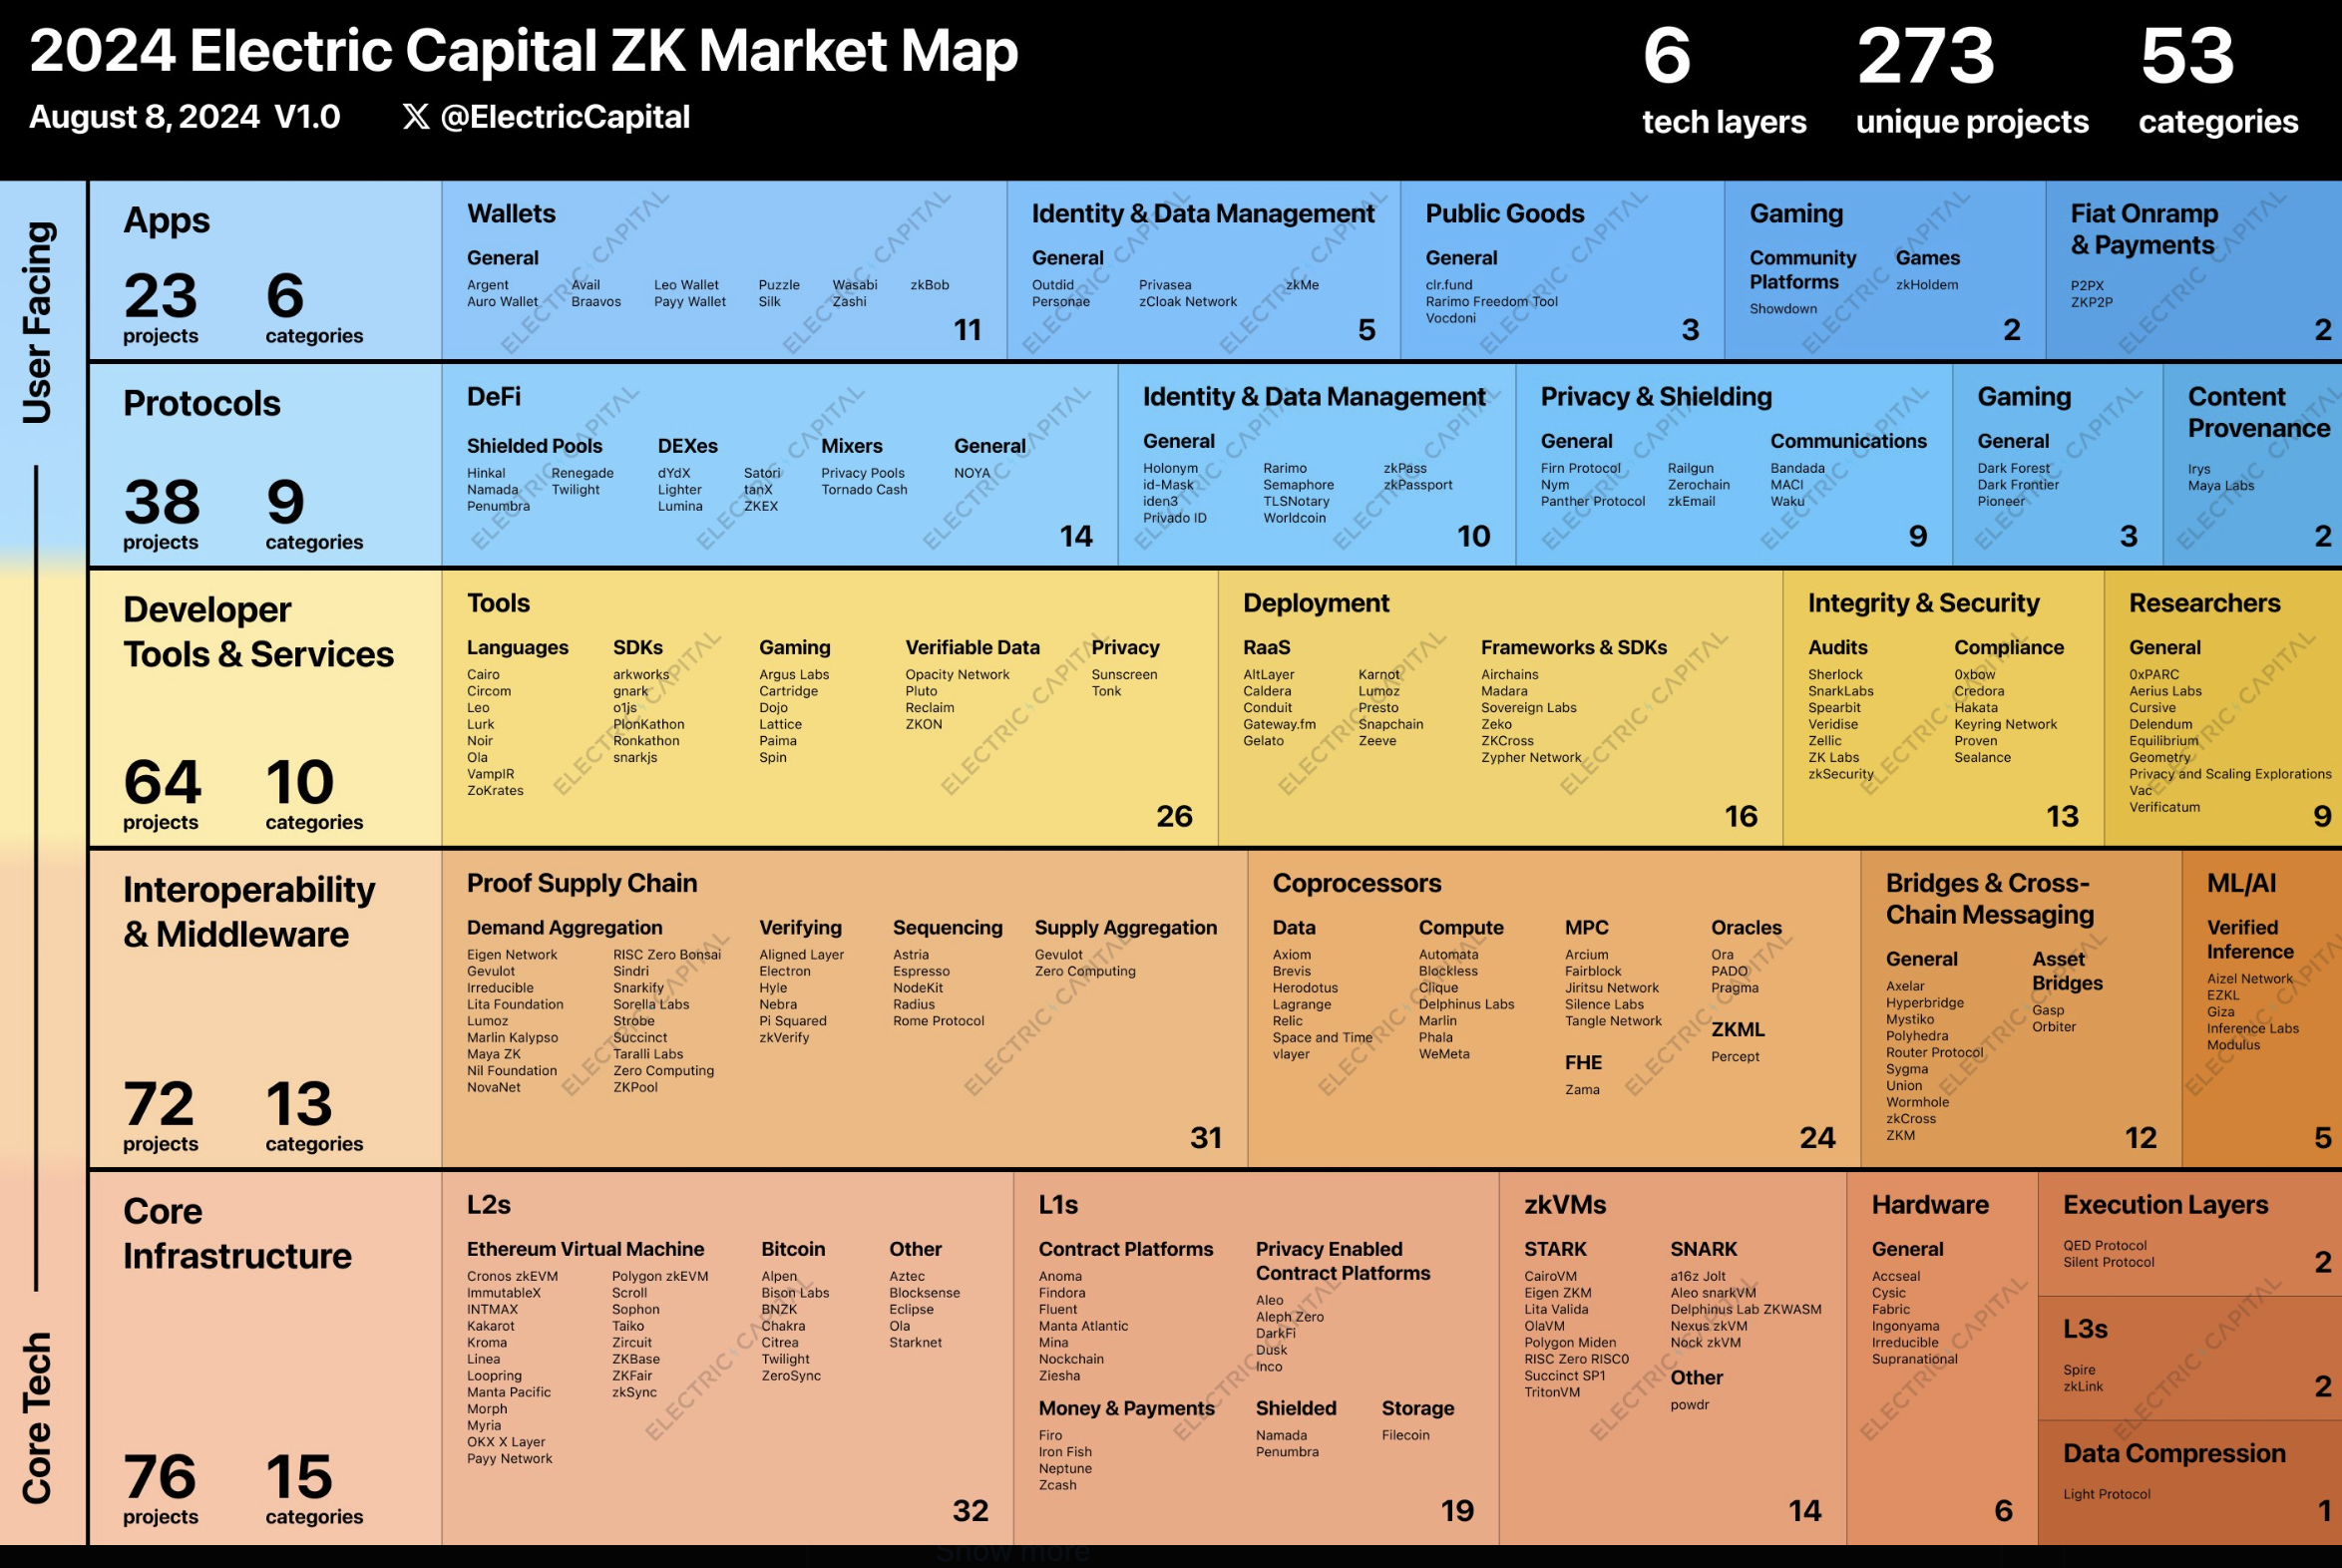 2024 Electric Capital ZK Market Map
August 8, 2024 V1.0 𝕏 @ElectricCapital
6 273 53
tech layers unique projects categories
User Facing
Core Tech
Apps
23 6
projects categories
Wallets
General
Argent Avail Leo Wallet Puzzle Wasabi zkBob
Auro Wallet Braavos Payy Wallet Silk Zashi
11
Identity & Data Management
General
Outdid Privasea zkMe
Personae zCloak Network
5
Public Goods
General
clr.fund
Rarimo Freedom Tool
Vocdoni
3
Gaming
Community Platforms
Showdown
Games
zkHoldem
2
Fiat Onramp
& Payments
P2PX
ZKP2P
2
Protocols
38 9
projects categories
DeFi
Shielded Pools
Hinkal Renegade
Namada Twilight
Penumbra
DEXes
dYdX Satori
Lighter tanX
Lumina ZKEX
Mixers
Privacy Pools
Tornado Cash
General
NOYA
14
Identity & Data Management
General
Holonym Rarimo zkPass
id-Mask Semaphore zkPassport
iden3 TLSNotary
Privado ID Worldcoin
10
Privacy & Shielding
General
Firn Protocol Railgun
Nym Zerochain
Panther Protocol zkEmail
Communications
Bandada
MACI
Waku
9
Gaming
General
Dark Forest
Dark Frontier
Pioneer
3
Content
Provenance
Irys
Maya Labs
2
Developer
Tools & Services
64 10
projects categories
Tools
Languages
Cairo
Circom
Leo
Lurk
Noir
Ola
VampIR
ZoKrates
SDKs
arkworks
gnark
o1js
PlonKathon
Ronkathon
snarkjs
Gaming
Argus Labs
Cartridge
Dojo
Lattice
Paima
Spin
Verifiable Data
Opacity Network
Pluto
Reclaim
ZKON
Privacy
Sunscreen
Tonk
26
Deployment
RaaS
AltLayer Karnot
Caldera Lumoz
Conduit Presto
Gateway.fm Snapchain
Gelato Zeeve
Frameworks & SDKs
Airchains
Madara
Sovereign Labs
Zeko
ZKCross
Zypher Network
16
Integrity & Security
Audits
Sherlock
SnarkLabs
Spearbit
Veridise
Zellic
ZK Labs
zkSecurity
Compliance
0xbow
Credora
Hakata
Keyring Network
Proven
Sealance
13
Researchers
General
0xPARC
Aerius Labs
Cursive
Delendum
Equilibrium
Geometry
Privacy and Scaling Explorations
Vac
Verificatum
9
Interoperability
& Middleware
72 13
projects categories
Proof Supply Chain
Demand Aggregation
Eigen Network RISC Zero Bonsai
Gevulot Sindri
Irreducible Snarkify
Lita Foundation Sorella Labs
Lumoz Strobe
Marlin Kalypso Succinct
Maya ZK Taralli Labs
Nil Foundation Zero Computing
NovaNet ZKPool
Verifying
Aligned Layer
Electron
Hyle
Nebra
Pi Squared
zkVerify
Sequencing
Astria
Espresso
NodeKit
Radius
Rome Protocol
Supply Aggregation
Gevulot
Zero Computing
31
Coprocessors
Data
Axiom
Brevis
Herodotus
Lagrange
Relic
Space and Time
vlayer
Compute
Automata
Blockless
Clique
Delphinus Labs
Marlin
Phala
WeMeta
MPC
Arcium
Fairblock
Jiritsu Network
Silence Labs
Tangle Network
FHE
Zama
Oracles
Ora
PADO
Pragma
ZKML
Percept
24
Bridges & Cross-
Chain Messaging
General
Axelar
Hyperbridge
Mystiko
Polyhedra
Router Protocol
Sygma
Union
Wormhole
zkCross
ZKM
Asset
Bridges
Gasp
Orbiter
12
ML/AI
Verified
Inference
Aizel Network
EZKL
Giza
Inference Labs
Modulus
5
Core
Infrastructure
76 15
projects categories
L2s
Ethereum Virtual Machine
Cronos zkEVM Polygon zkEVM
ImmutableX Scroll
INTMAX Sophon
Kakarot Taiko
Kroma Zircuit
Linea ZKBase
Loopring ZKFair
Manta Pacific zkSync
Morph
Myria
OKX X Layer
Payy Network
Bitcoin
Alpen
Bison Labs
BNZK
Chakra
Citrea
Twilight
ZeroSync
Other
Aztec
Blocksense
Eclipse
Ola
Starknet
32
L1s
Contract Platforms
Anoma
Findora
Fluent
Manta Atlantic
Mina
Nockchain
Ziesha
Privacy Enabled
Contract Platforms
Aleo
Aleph Zero
DarkFi
Dusk
Inco
Money & Payments
Firo
Iron Fish
Neptune
Zcash
Shielded
Namada
Penumbra
Storage
Filecoin
19
zkVMs
STARK
CairoVM
Eigen ZKM
Lita Valida
OlaVM
Polygon Miden
RISC Zero RISC0
Succinct SP1
TritonVM
SNARK
a16z Jolt
Aleo snarkVM
Delphinus Lab ZKWASM
Nexus zkVM
Nock zkVM
Other
powdr
14
Hardware
General
Accseal
Cysic
Fabric
Ingonyama
Irreducible
Supranational
6
Execution Layers
QED Protocol
Silent Protocol
2
L3s
Spire
zkLink
2
Data Compression
Light Protocol
1
ELECTRIC CAPITAL
Show more